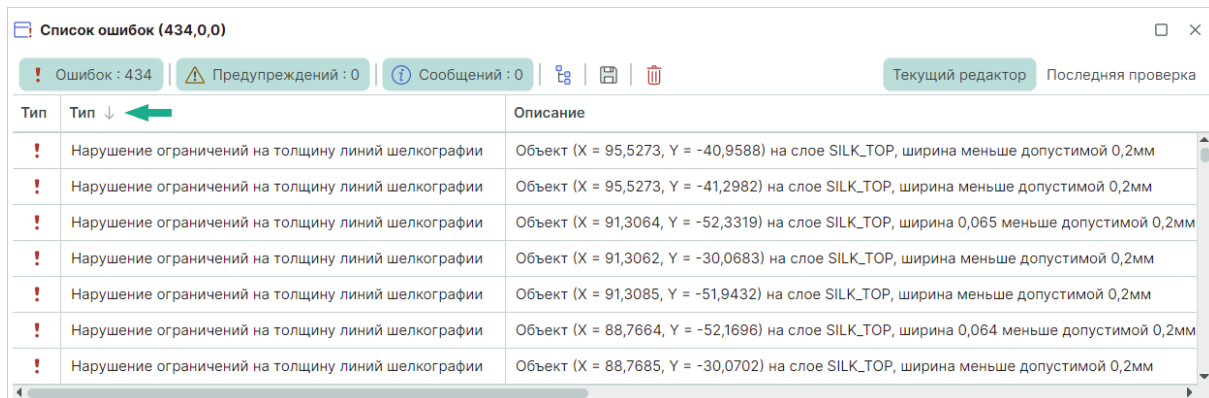 Список ошибок (434,0,0)
Ошибок : 434 Предупреждений : 0 Сообщений : 0 Текущий редактор Последняя проверка
Тип Тип ↓ Описание
Нарушение ограничений на толщину линий шелкографии Объект (X = 95,5273, Y = -40,9588) на слое SILK_TOP, ширина меньше допустимой 0,2мм
Нарушение ограничений на толщину линий шелкографии Объект (X = 95,5273, Y = -41,2982) на слое SILK_TOP, ширина меньше допустимой 0,2мм
Нарушение ограничений на толщину линий шелкографии Объект (X = 91,3064, Y = -52,3319) на слое SILK_TOP, ширина 0,065 меньше допустимой 0,2мм
Нарушение ограничений на толщину линий шелкографии Объект (X = 91,3062, Y = -30,0683) на слое SILK_TOP, ширина меньше допустимой 0,2мм
Нарушение ограничений на толщину линий шелкографии Объект (X = 91,3085, Y = -51,9432) на слое SILK_TOP, ширина меньше допустимой 0,2мм
Нарушение ограничений на толщину линий шелкографии Объект (X = 88,7664, Y = -52,1696) на слое SILK_TOP, ширина 0,064 меньше допустимой 0,2мм
Нарушение ограничений на толщину линий шелкографии Объект (X = 88,7685, Y = -30,0702) на слое SILK_TOP, ширина меньше допустимой 0,2мм